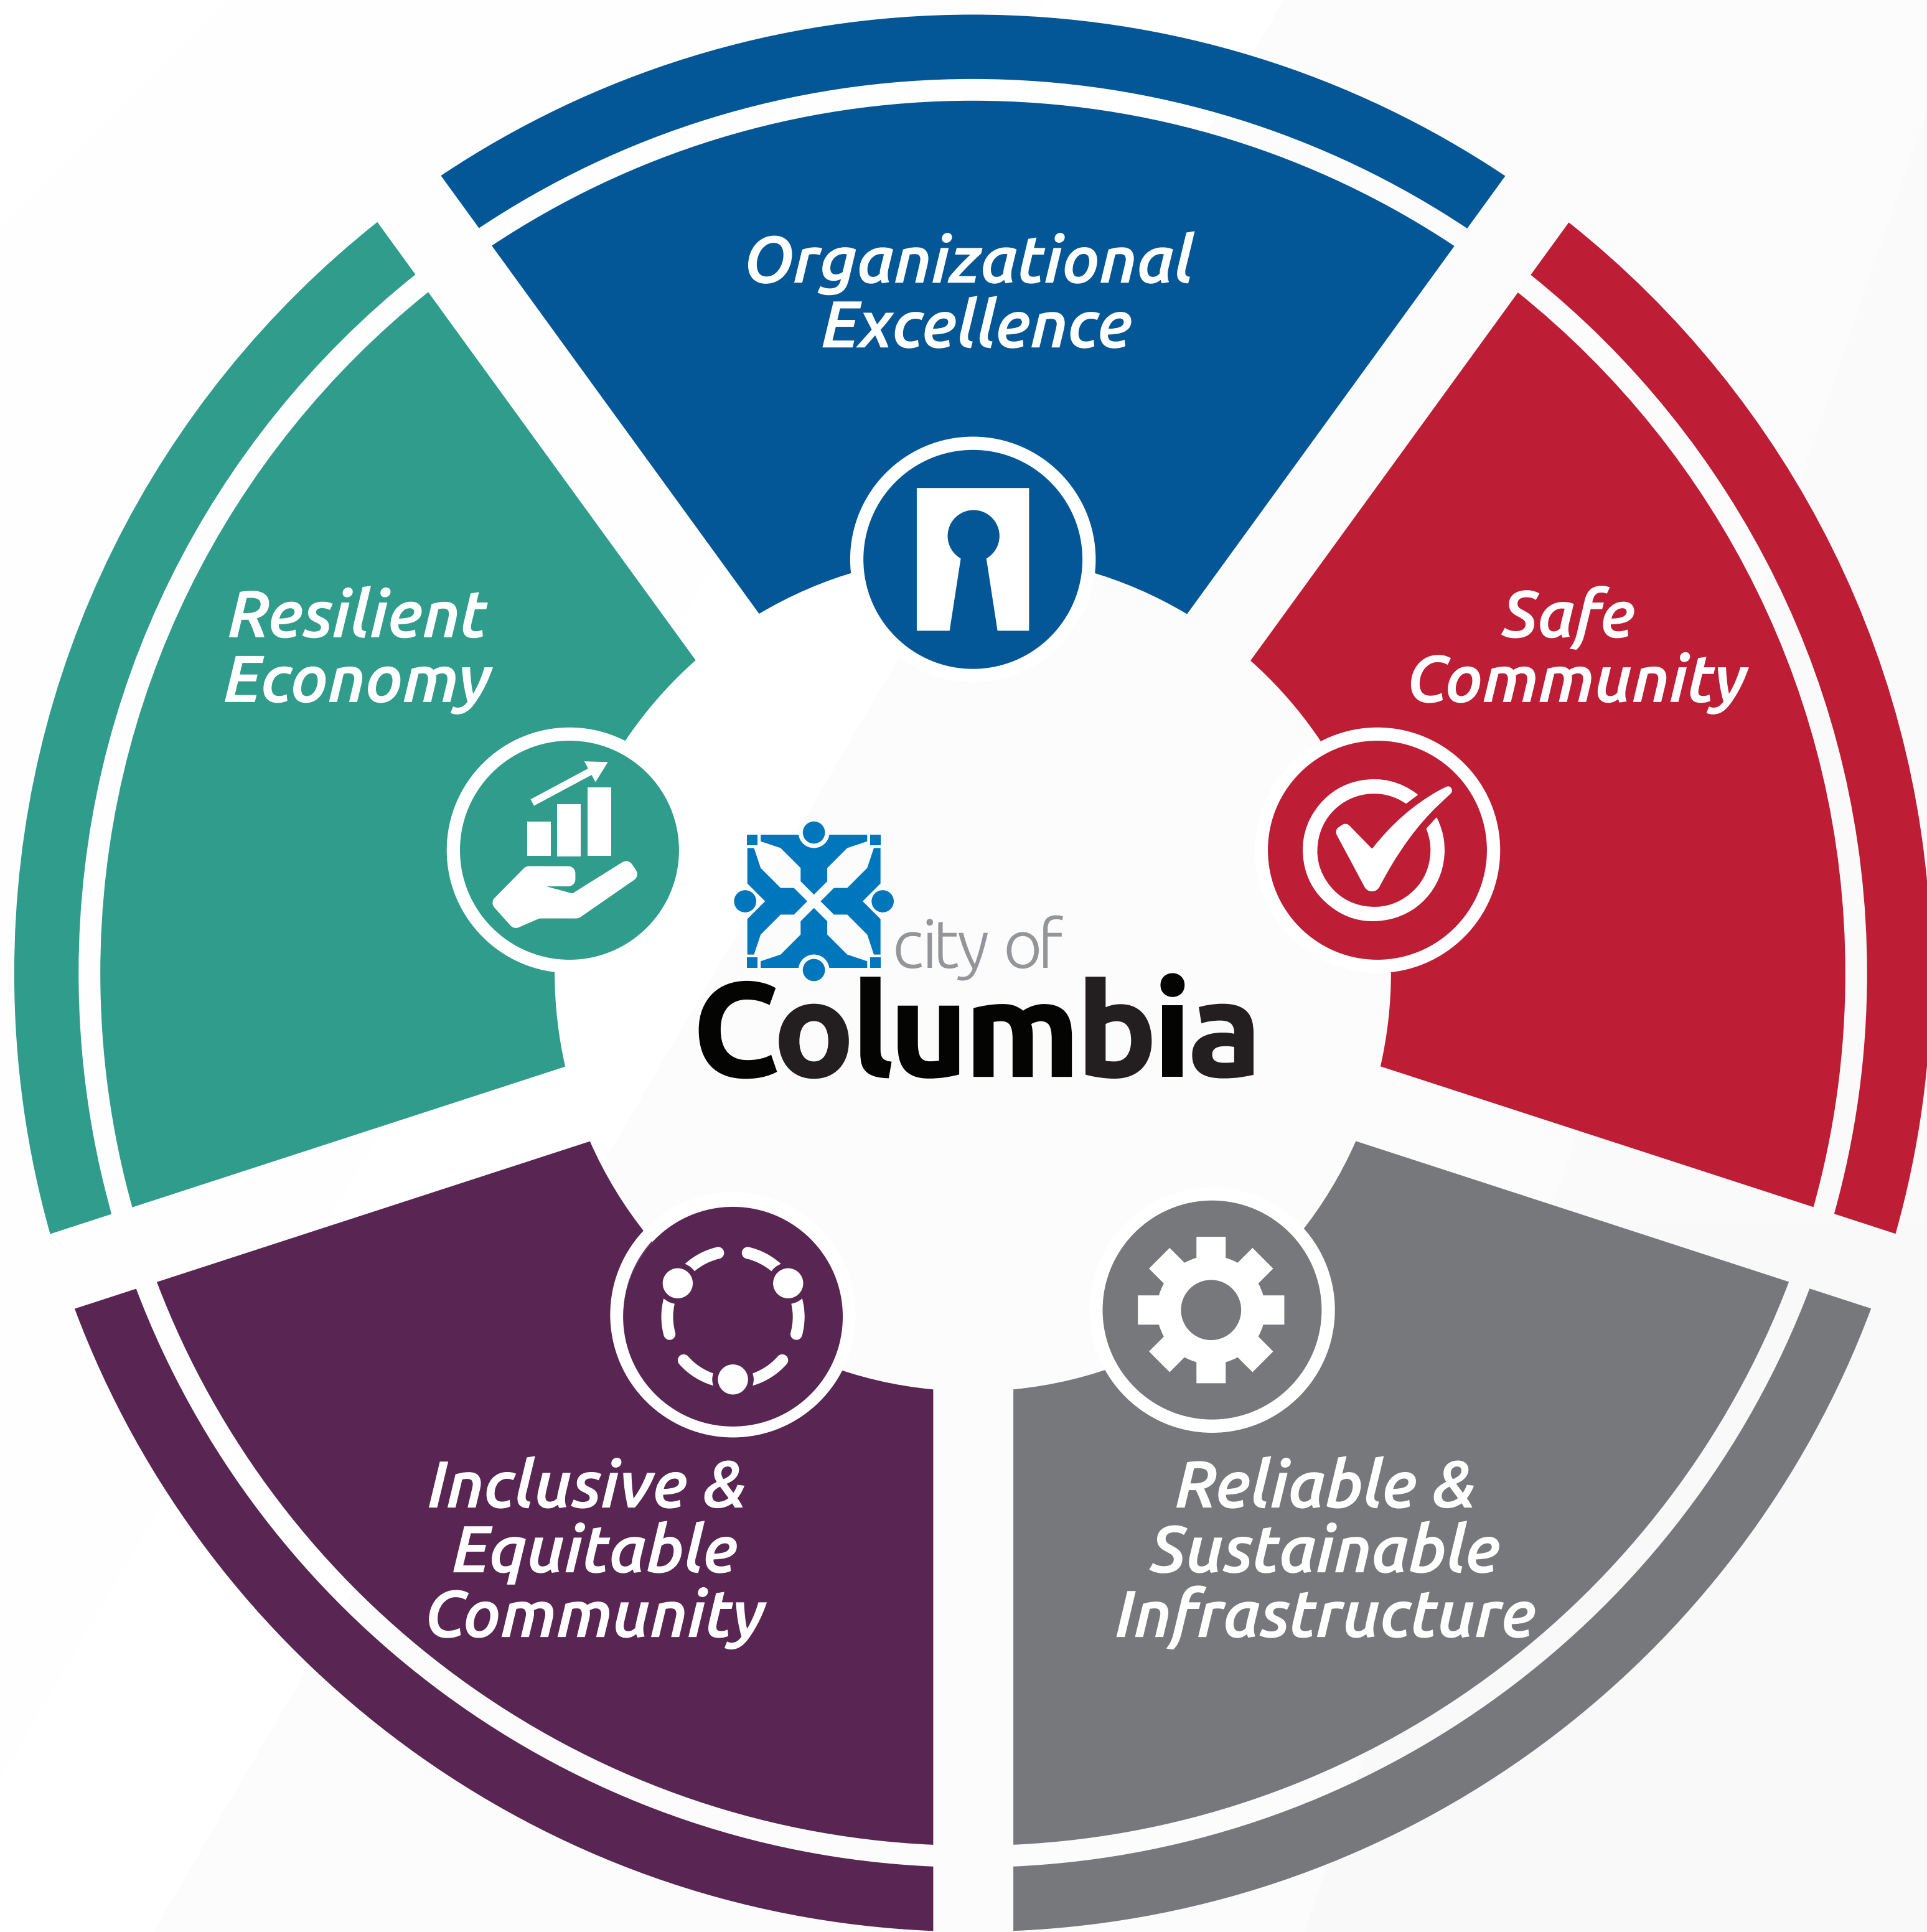 Organizational
Excellence
Resilient
Economy
Safe
Community
city of
Columbia
Inclusive &
Equitable
Community
Reliable &
Sustainable
Infrastructure